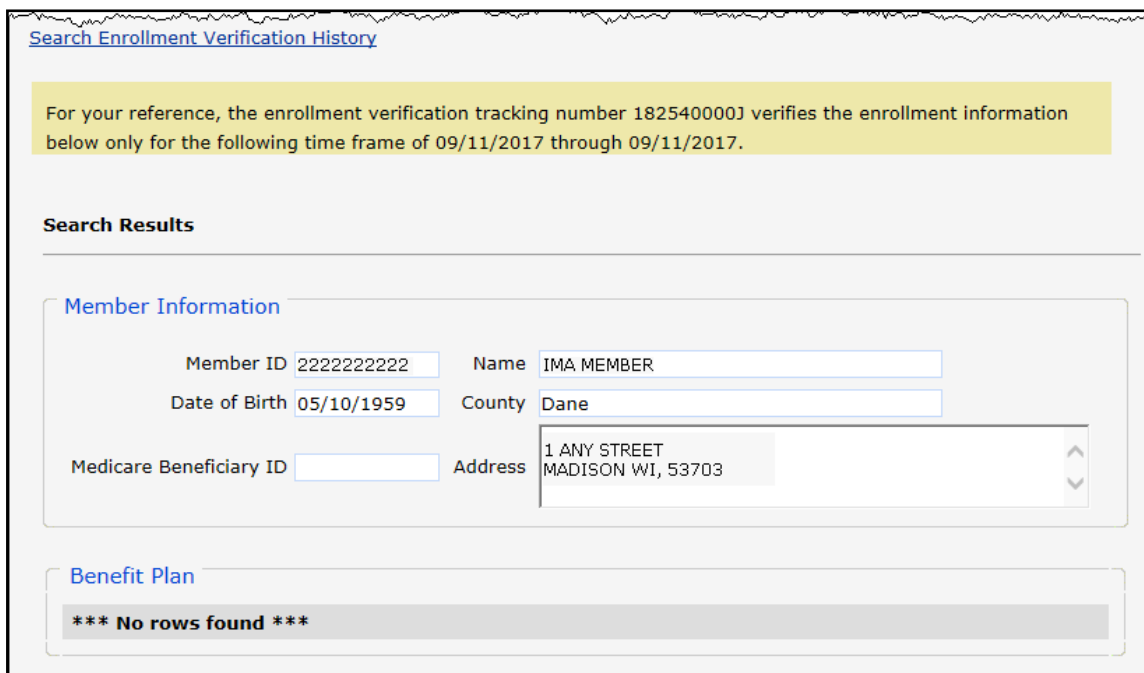 Search Enrollment Verification History
For your reference, the enrollment verification tracking number 182540000J verifies the enrollment information
below only for the following time frame of 09/11/2017 through 09/11/2017.
Search Results
Member Information
Member ID 2222222222 Name IMA MEMBER
Date of Birth 05/10/1959 County Dane
Medicare Beneficiary ID Address 1 ANY STREET
MADISON WI, 53703
Benefit Plan
*** No rows found ***